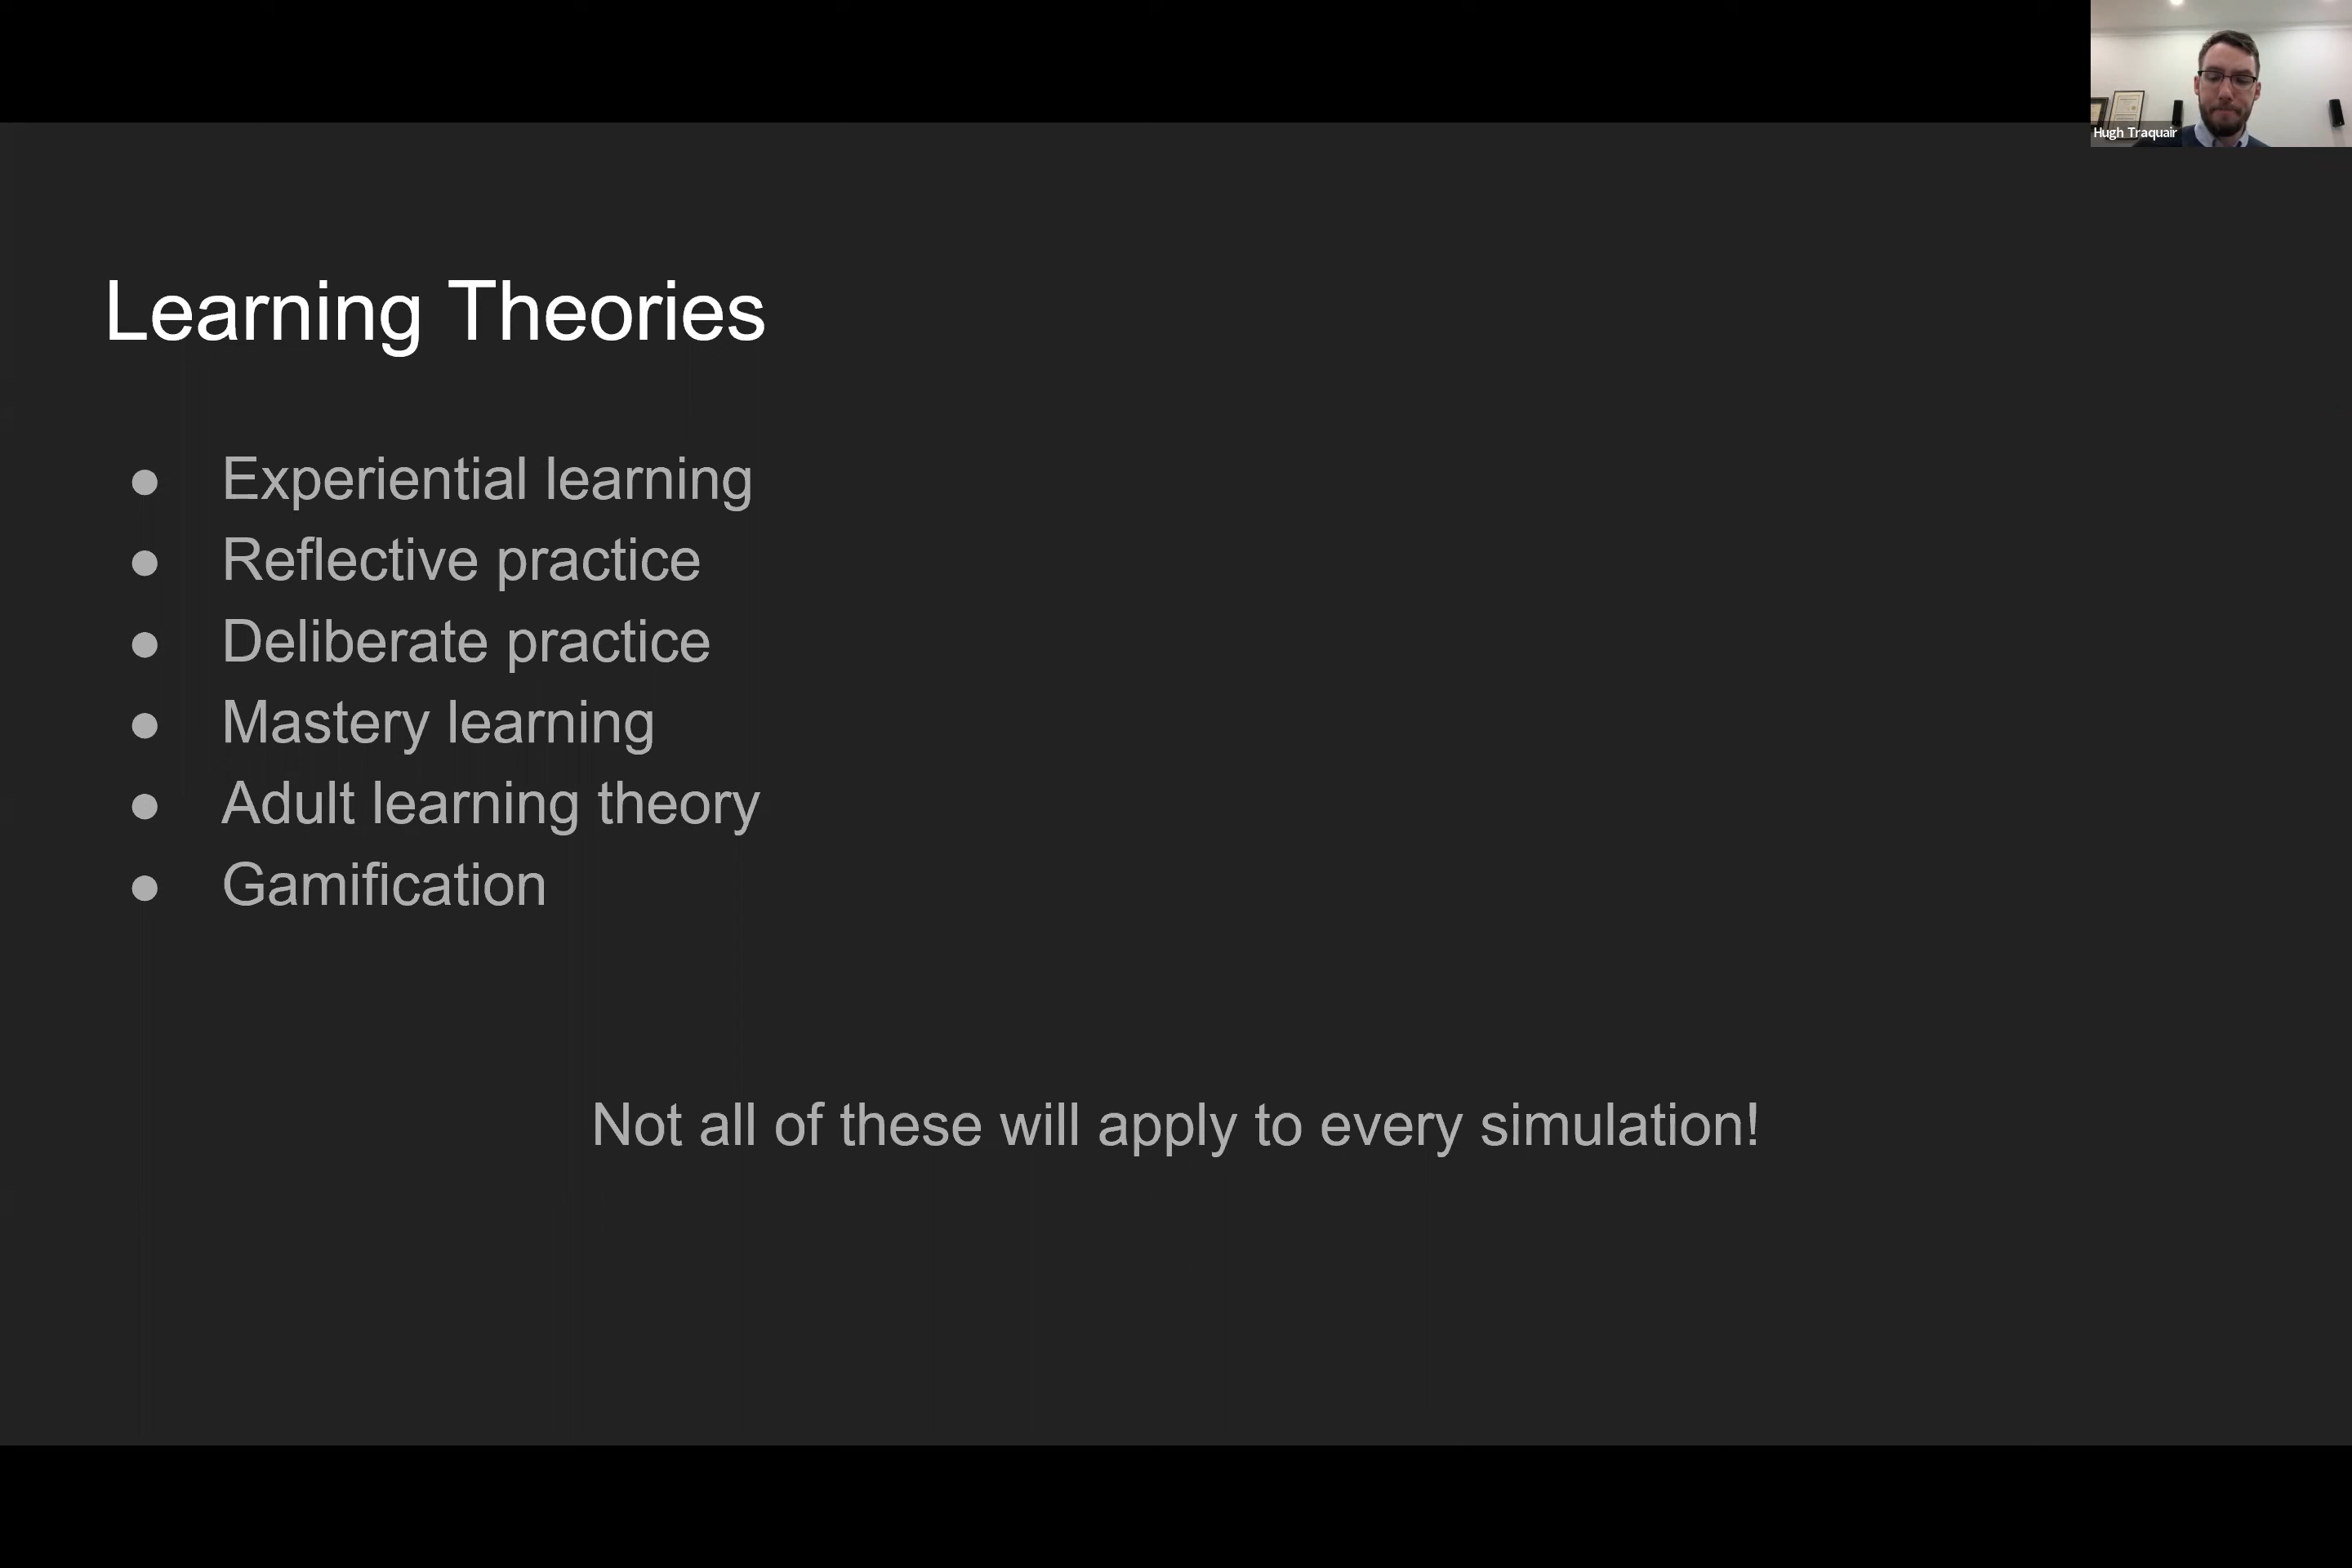 Hugh Traquair
Learning Theories
● Experiential learning
● Reflective practice
● Deliberate practice
● Mastery learning
● Adult learning theory
● Gamification
Not all of these will apply to every simulation!